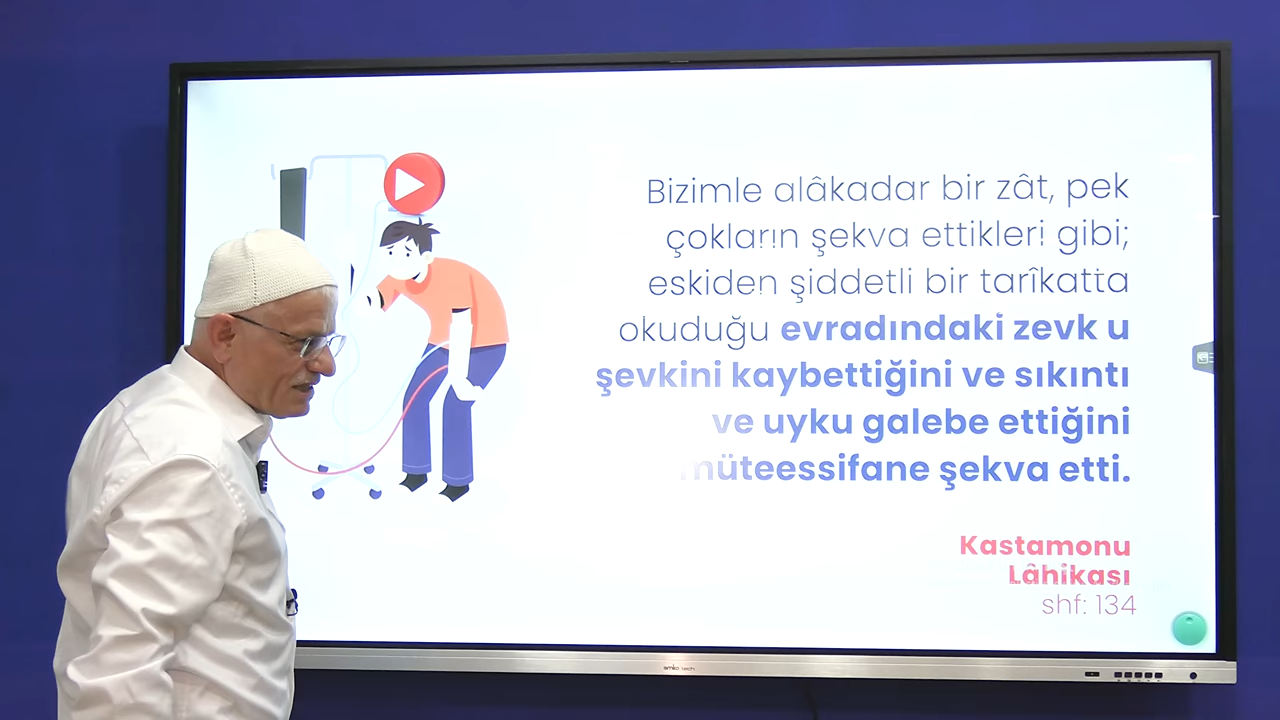 Bizimle alâkadar bir zât, pek
çokların şekva ettikleri gibi;
eskiden şiddetli bir tarîkatta
okuduğu evradındaki zevk u
şevkini kaybettiğini ve sıkıntı
ve uyku galebe ettiğini
müteessifane şekva etti.
Kastamonu
Lâhikası
shf: 134